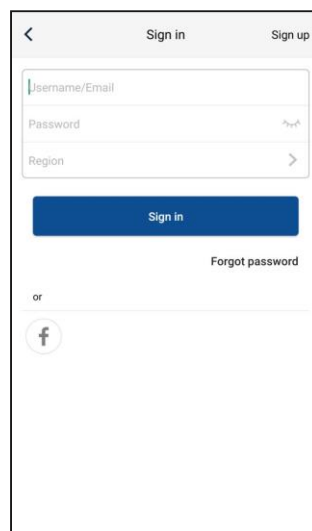 Sign in
Sign up
Username/Email
Password
Region
Sign in
Forgot password
or
f